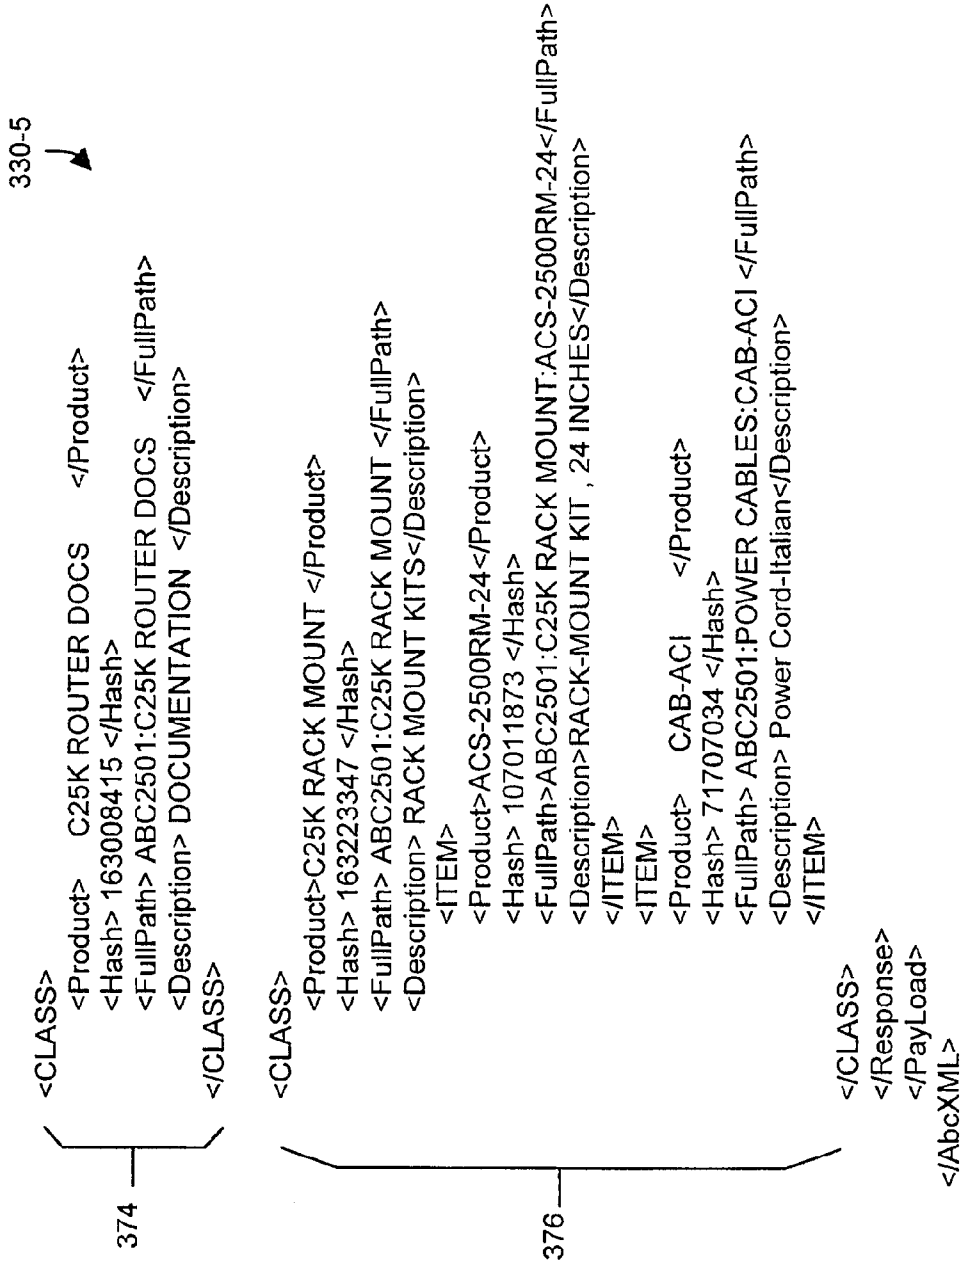 330-5
<CLASS>
<Product> C25K ROUTER DOCS </Product>
<Hash> 163008415 </Hash>
<FullPath> ABC2501:C25K ROUTER DOCS </FullPath>
<Description> DOCUMENTATION </Description>
</CLASS>
374
<CLASS>
<Product>C25K RACK MOUNT </Product>
<Hash> 163223347 </Hash>
<FullPath> ABC2501:C25K RACK MOUNT </FullPath>
<Description> RACK MOUNT KITS</Description>
<ITEM>
<Product>ACS-2500RM-24</Product>
<Hash> 107011873 </Hash>
<FullPath>ABC2501:C25K RACK MOUNT:ACS-2500RM-24</FullPath>
<Description>RACK-MOUNT KIT , 24 INCHES</Description>
</ITEM>
<ITEM>
<Product> CAB-ACI </Product>
<Hash> 71707034 </Hash>
<FullPath> ABC2501:POWER CABLES:CAB-ACI </FullPath>
<Description> Power Cord-Italian</Description>
</ITEM>
376
</CLASS>
</Response>
</PayLoad>
</AbcXML>